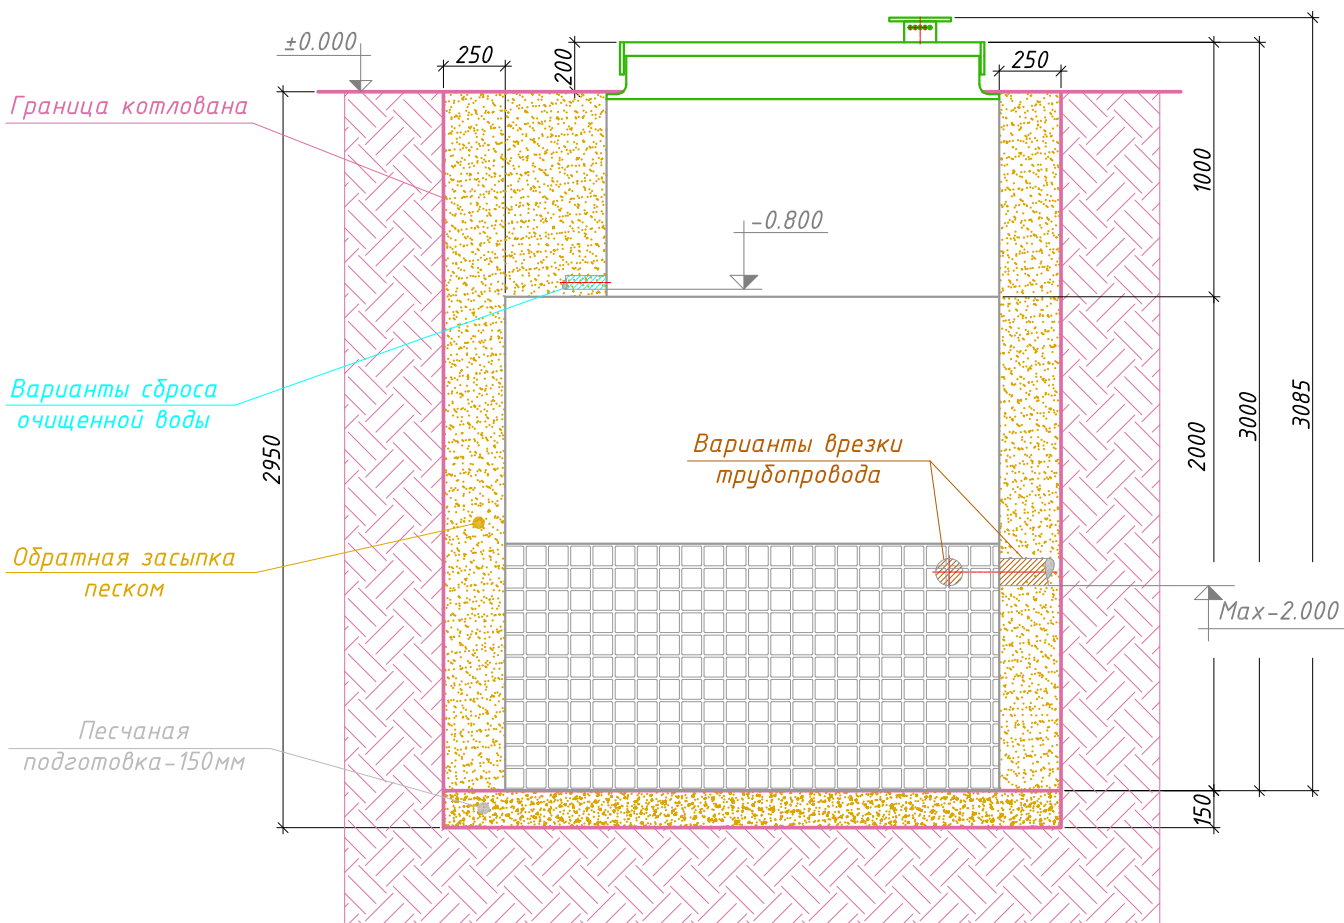 ±0.000
250
200
250
Граница котлована
1000
-0.800
Варианты сброса
очищенной воды
2950
Варианты врезки
трубопровода
2000
3000
3085
Обратная засыпка
песком
Max-2.000
Песчаная
подготовка-150мм
150